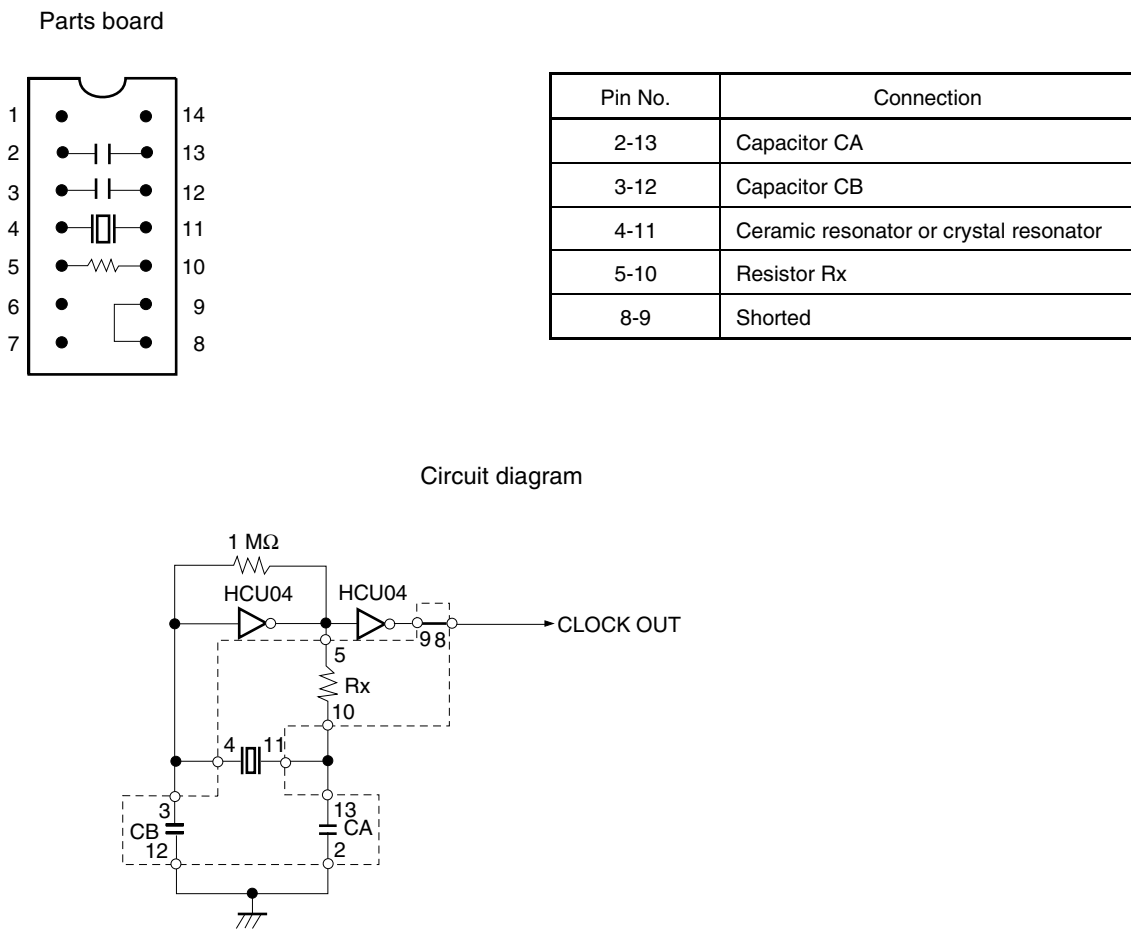 Parts board
1 14
2 13
3 12
4 11
5 10
6 9
7 8
Pin No. Connection
2-13 Capacitor CA
3-12 Capacitor CB
4-11 Ceramic resonator or crystal resonator
5-10 Resistor Rx
8-9 Shorted
Circuit diagram
1 MΩ
HCU04 HCU04
CLOCK OUT
9 8
5
Rx
10
4 11
3 13
CB CA
12 2